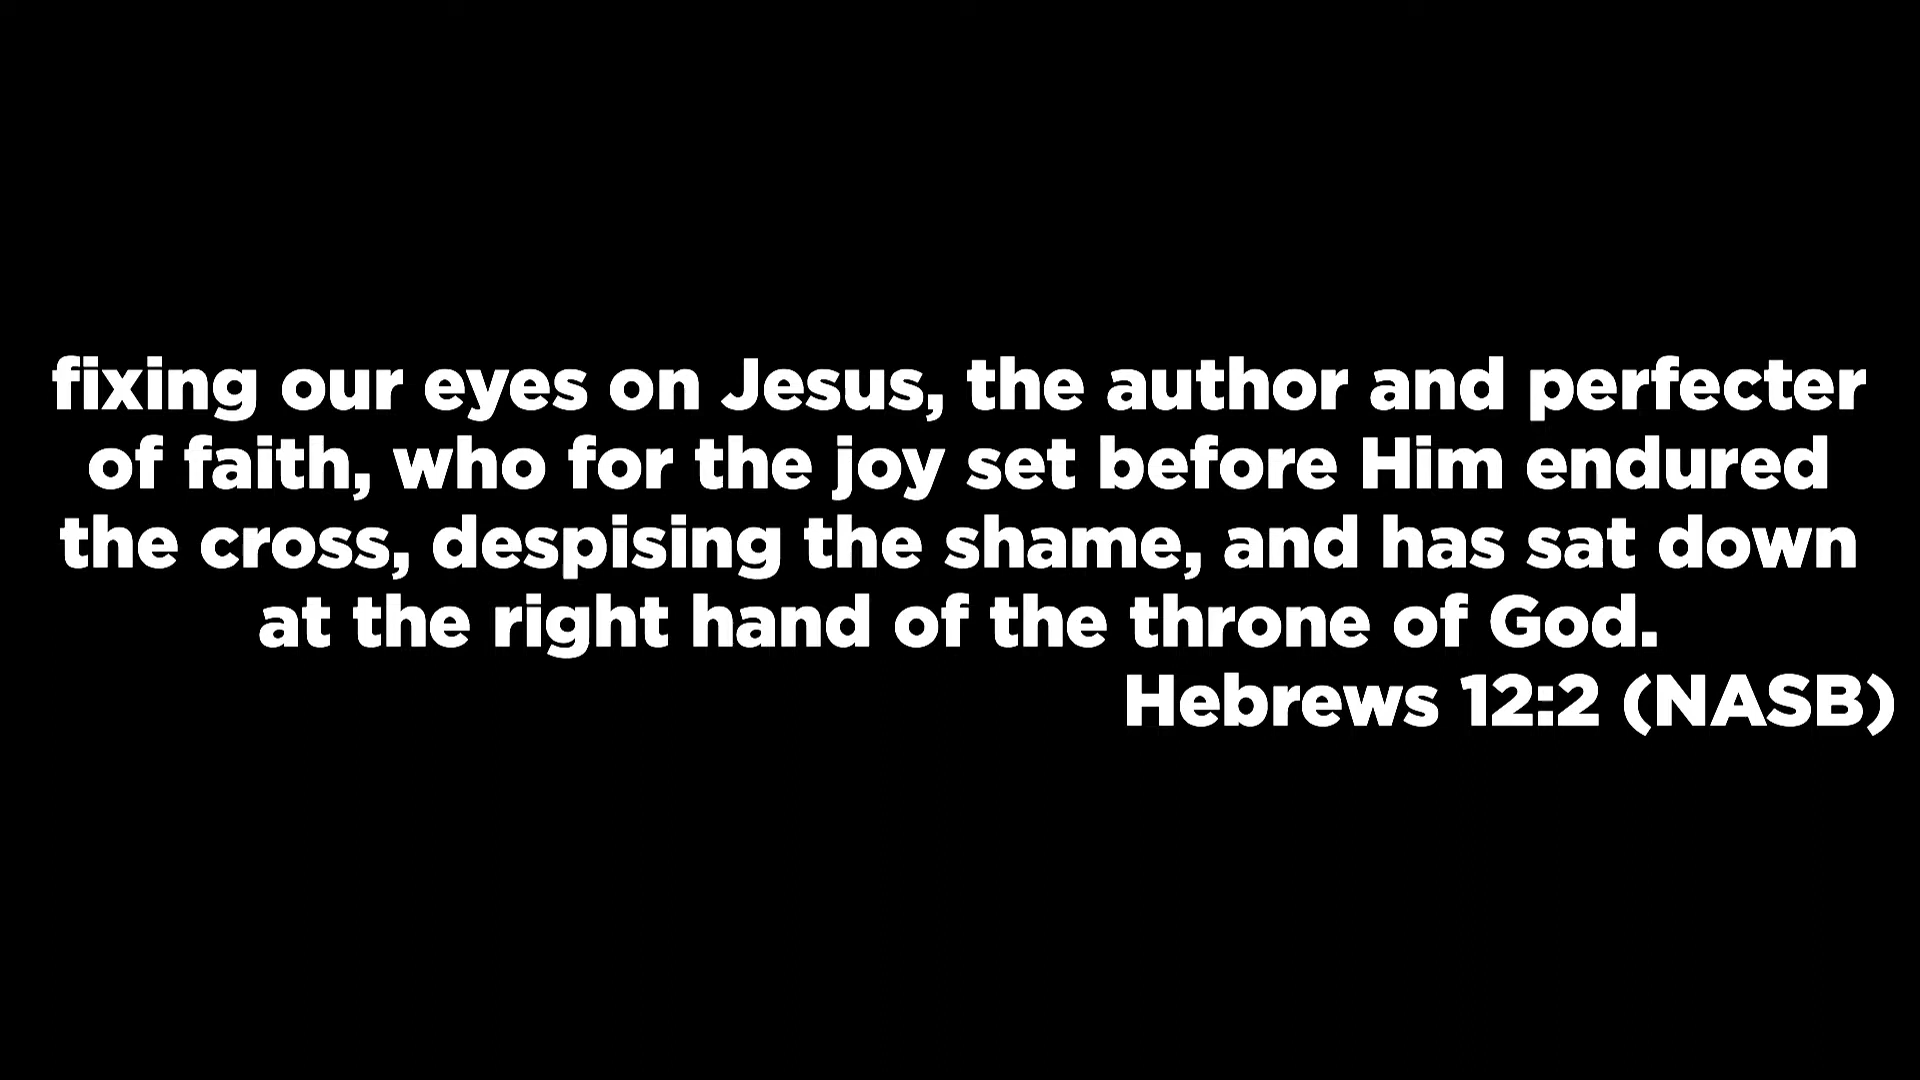 fixing our eyes on Jesus, the author and perfecter
of faith, who for the joy set before Him endured
the cross, despising the shame, and has sat down
at the right hand of the throne of God.
Hebrews 12:2 (NASB)